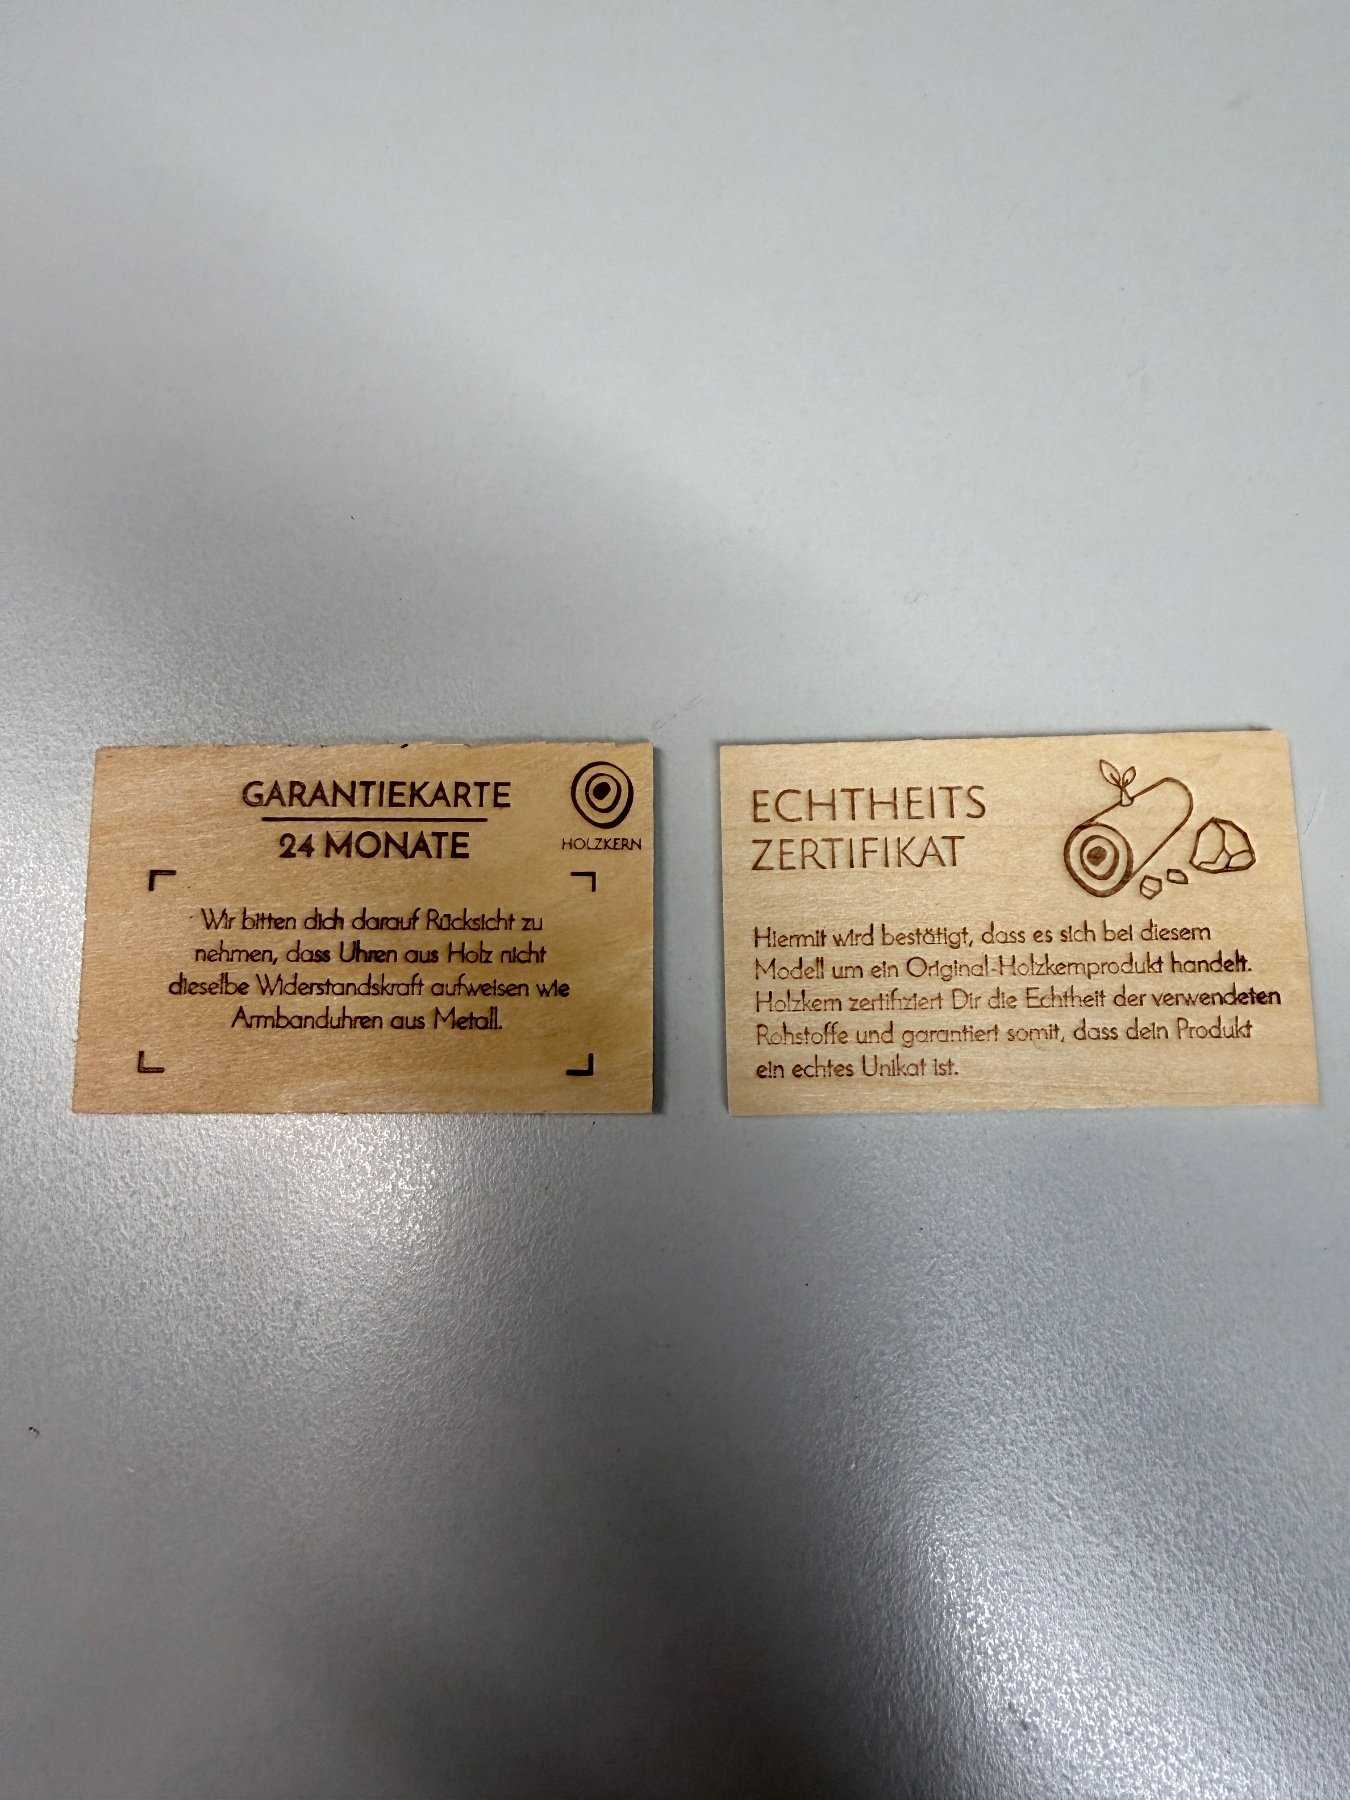 GARANTIEKARTE
24 MONATE
HOLZKERN
Wir bitten dich darauf Rücksicht zu
nehmen, dass Uhren aus Holz nicht
dieselbe Widerstandskraft aufweisen wie
Armbanduhren aus Metall.
ECHTHEITS
ZERTIFIKAT
Hiermit wird bestätigt, dass es sich bei diesem
Modell um ein Original-Holzkernprodukt handelt.
Holzkern zertifiziert Dir die Echtheit der verwendeten
Rohstoffe und garantiert somit, dass dein Produkt
ein echtes Unikat ist.